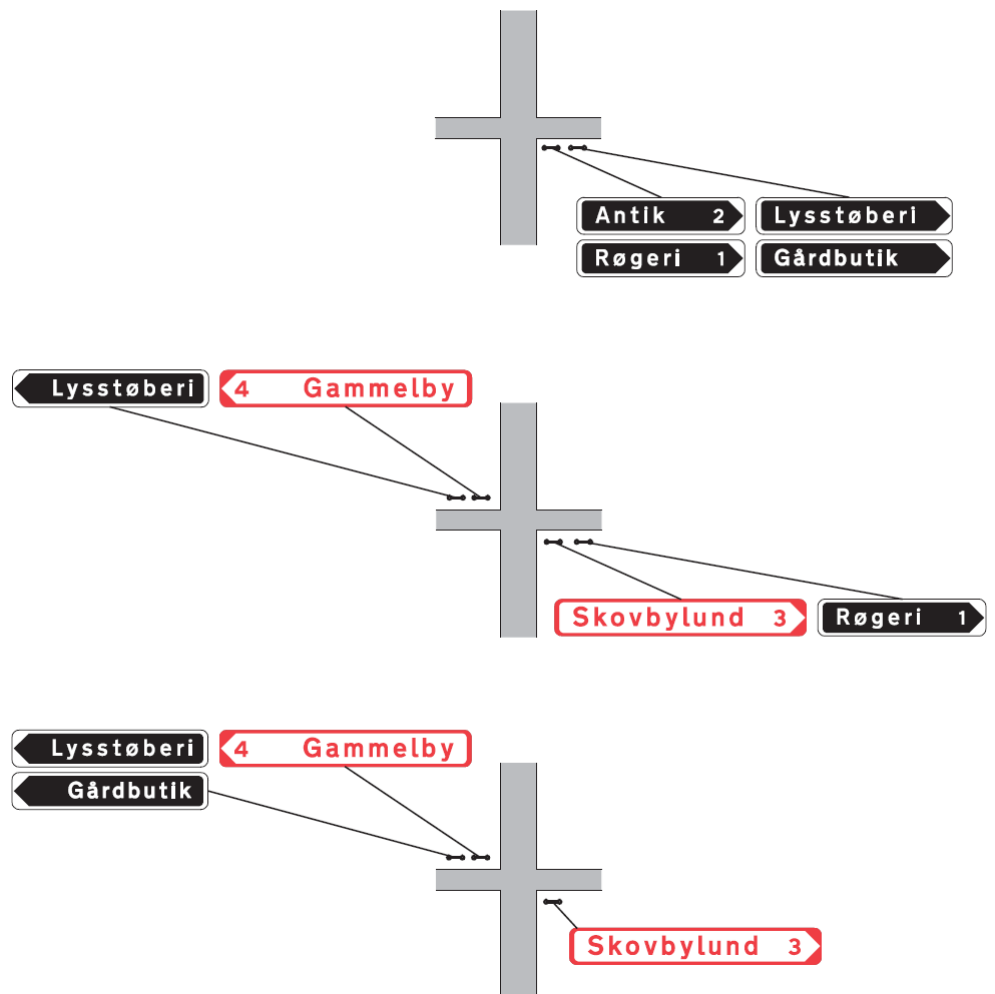 Antik 2
Lysstøberi
Røgeri 1
Gårdbutik
Lysstøberi
4 Gammelby
Skovbylund 3
Røgeri 1
Lysstøberi
4 Gammelby
Gårdbutik
Skovbylund 3